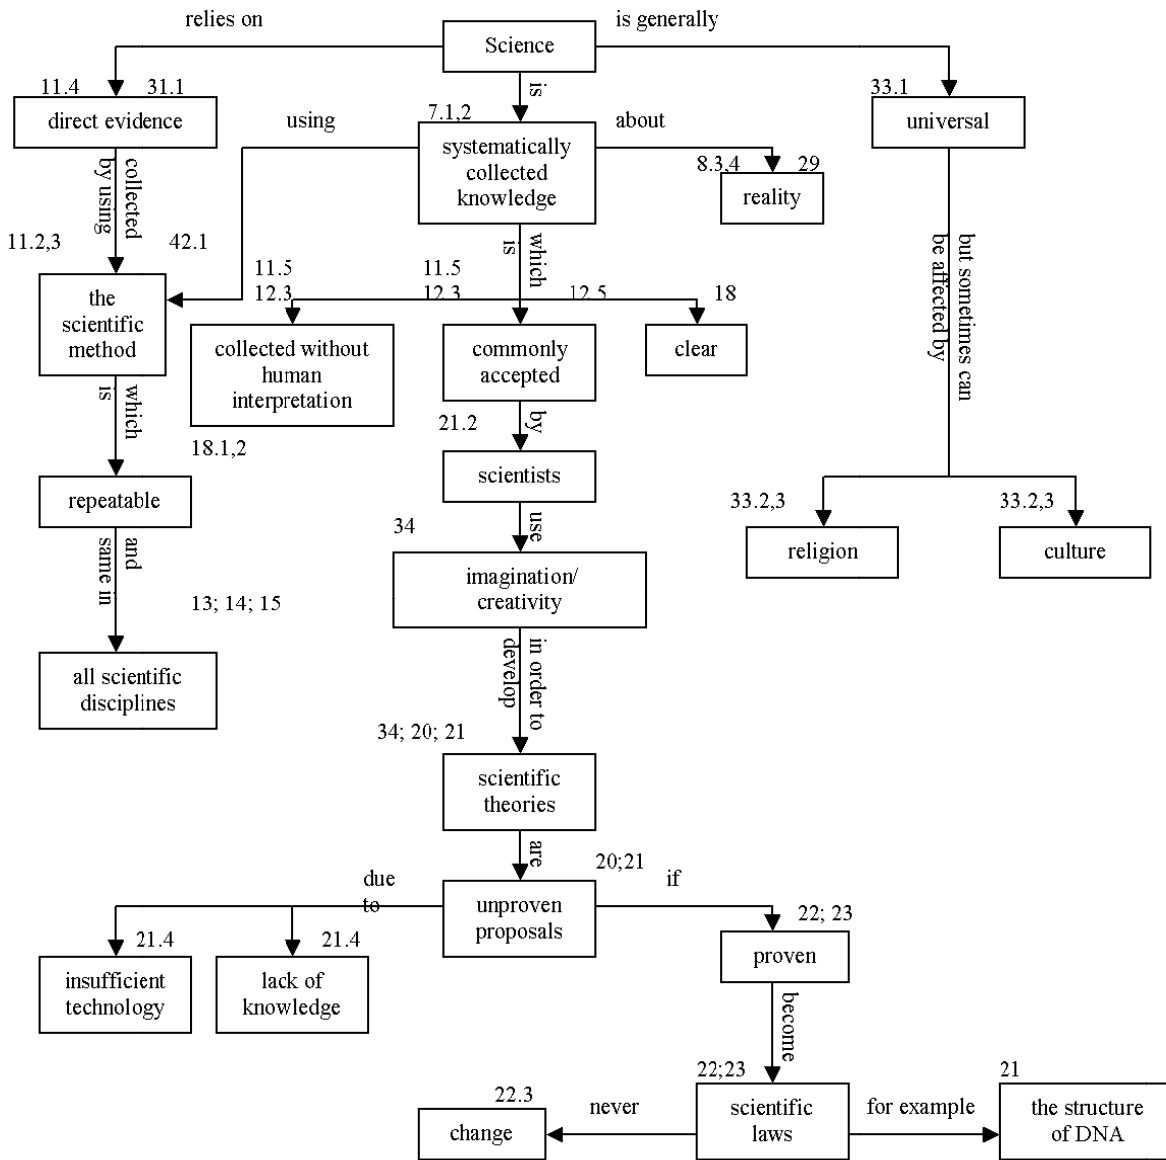 relies on
is generally
Science
11.4
31.1
is
33.1
direct evidence
using
7.1,2
about
universal
systematically
collected
knowledge
8.3,4
29
reality
collected
by using
11.2,3
42.1
which
is
but sometimes can
be affected by
11.5
12.3
11.5
12.3
12.5
18
the
scientific
method
collected without
human
interpretation
commonly
accepted
clear
which
is
21.2
by
18.1,2
scientists
repeatable
33.2,3
33.2,3
34
use
religion
culture
and
same in
imagination/
creativity
13; 14; 15
all scientific
disciplines
in order to
develop
34; 20; 21
scientific
theories
are
20;21
due
to
if
unproven
proposals
22; 23
21.4
21.4
proven
insufficient
technology
lack of
knowledge
become
22;23
21
22.3
never
scientific
laws
for example
the structure
of DNA
change